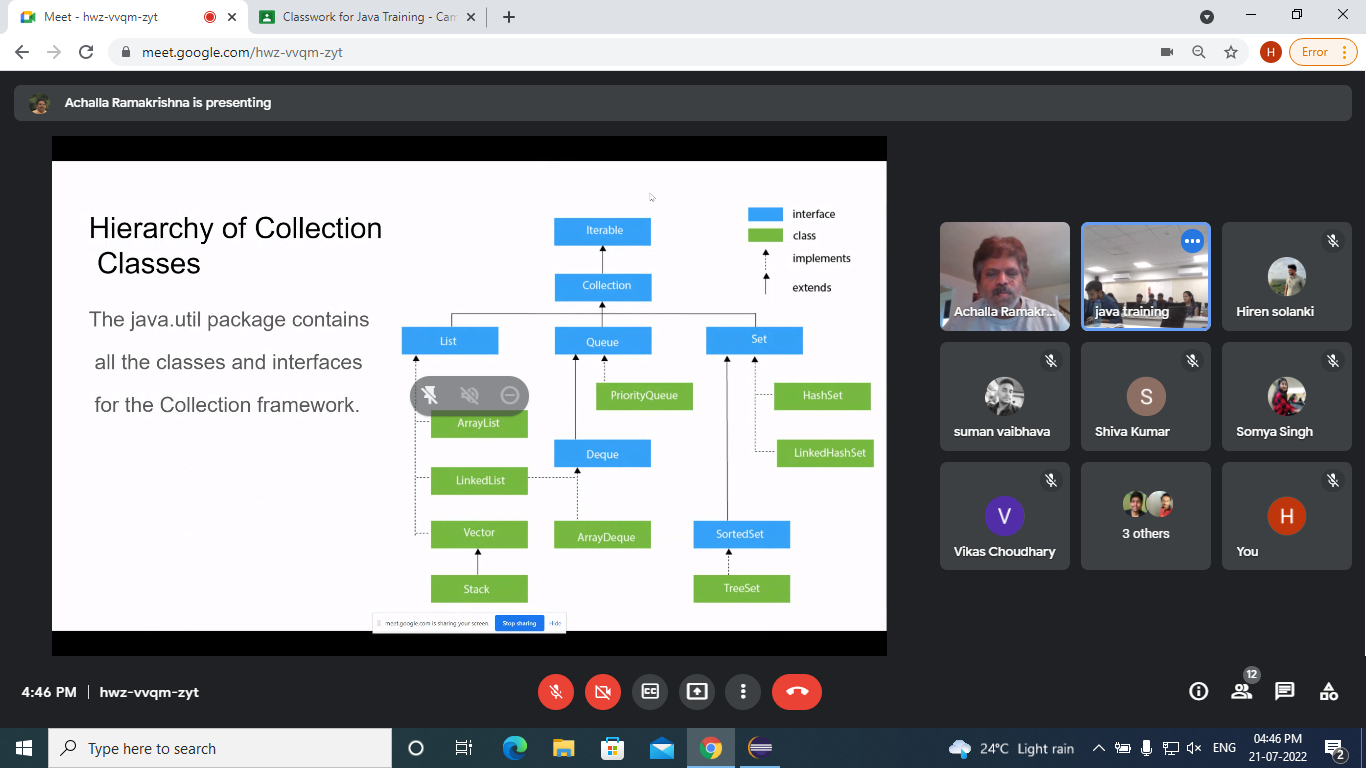 Meet - hwz-vvqm-zyt
Classwork for Java Training - Cam
meet.google.com/hwz-vvqm-zyt
H
Error
Achalla Ramakrishna is presenting
Hierarchy of Collection
Classes
The java.util package contains
all the classes and interfaces
for the Collection framework.
Iterable
Collection
List
Queue
Set
PriorityQueue
HashSet
ArrayList
Deque
LinkedHashSet
LinkedList
Vector
ArrayDeque
SortedSet
Stack
TreeSet
interface
class
implements
extends
meet.google.com is sharing your screen.
Stop sharing
Hide
Achalla Ramakr...
java training
Hiren solanki
suman vaibhava
S
Shiva Kumar
Somya Singh
V
Vikas Choudhary
3 others
H
You
4:46 PM | hwz-vvqm-zyt
CC
12
Type here to search
24°C Light rain
ENG
04:46 PM
21-07-2022
2